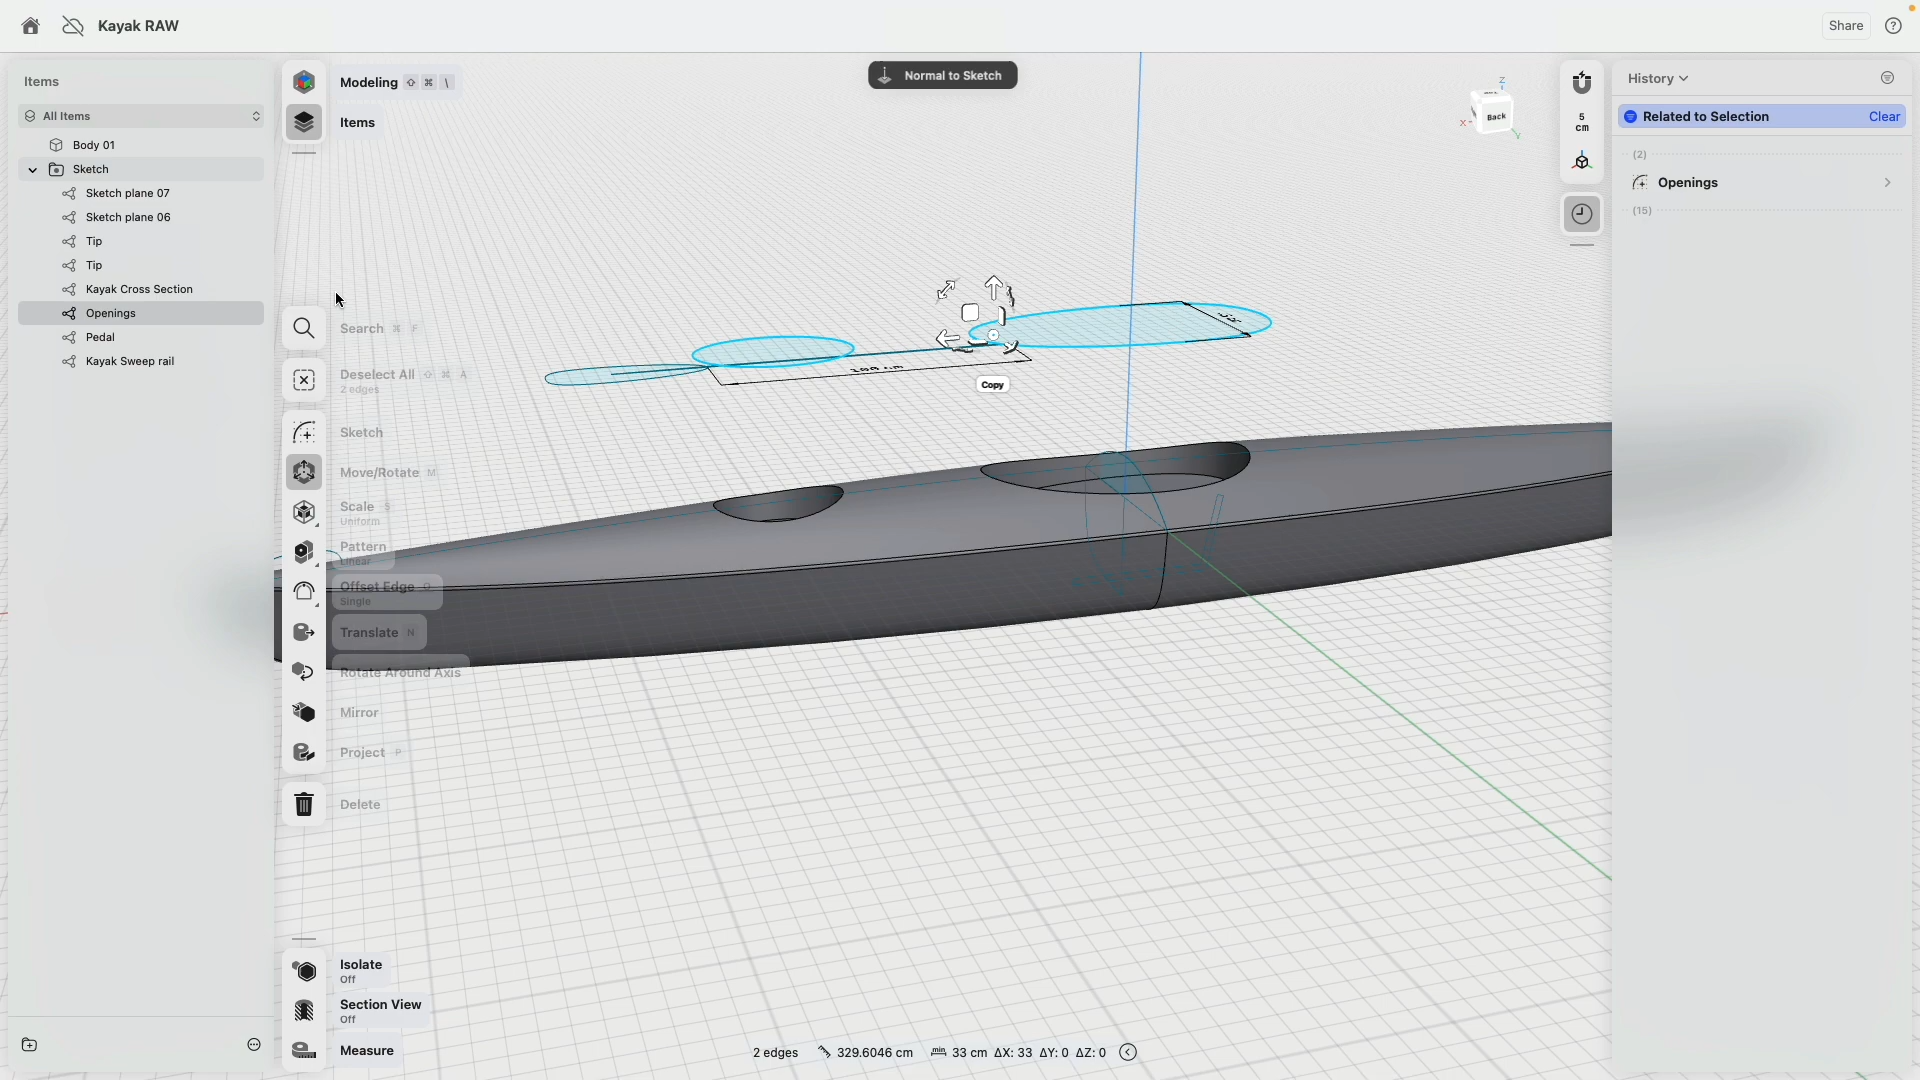 Kayak RAW
Share
Items
All Items
Body 01
Sketch
Sketch plane 07
Sketch plane 06
Tip
Tip
Kayak Cross Section
Openings
Pedal
Kayak Sweep rail
Modeling ⇧ ⌘ \
Items
Search ⌘ F
Deselect All ⇧ ⌘ A
2 edges
Sketch
Move/Rotate M
Scale S
Uniform
Pattern
Linear
Offset Edge O
Single
Translate N
Rotate Around Axis
Mirror
Project P
Delete
Isolate
Off
Section View
Off
Measure
Normal to Sketch
Copy
Z
X
Y
Back
5
cm
History
Related to Selection Clear
(2)
Openings
(15)
2 edges 329.6046 cm min 33 cm ΔX: 33 ΔY: 0 ΔZ: 0